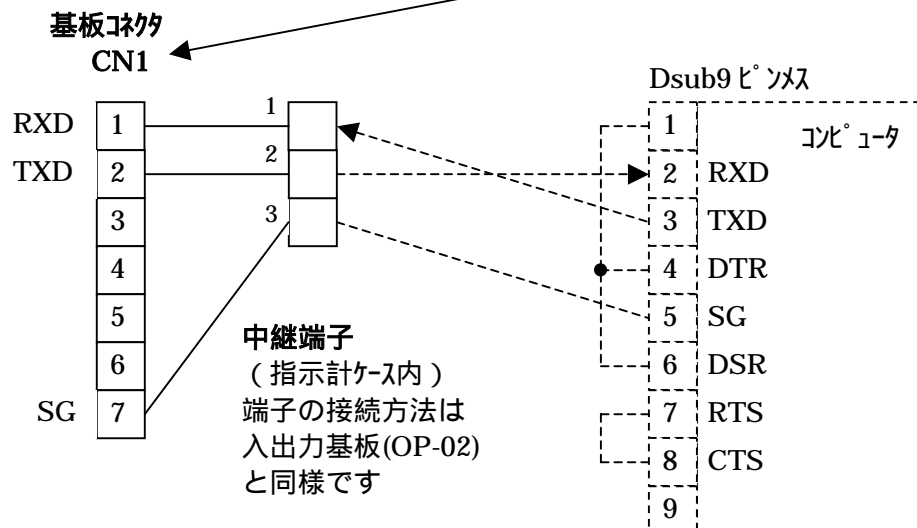 基板ｺﾈｸﾀ
CN1
RXD 1
TXD 2
3
4
5
6
SG 7
1
2
3
中継端子
（指示計ｹｰｽ内）
端子の接続方法は
入出力基板(OP-02)
と同様です
Dsub9ﾋﾟﾝﾒｽ
ｺﾝﾋﾟｭｰﾀ
1
2 RXD
3 TXD
4 DTR
5 SG
6 DSR
7 RTS
8 CTS
9